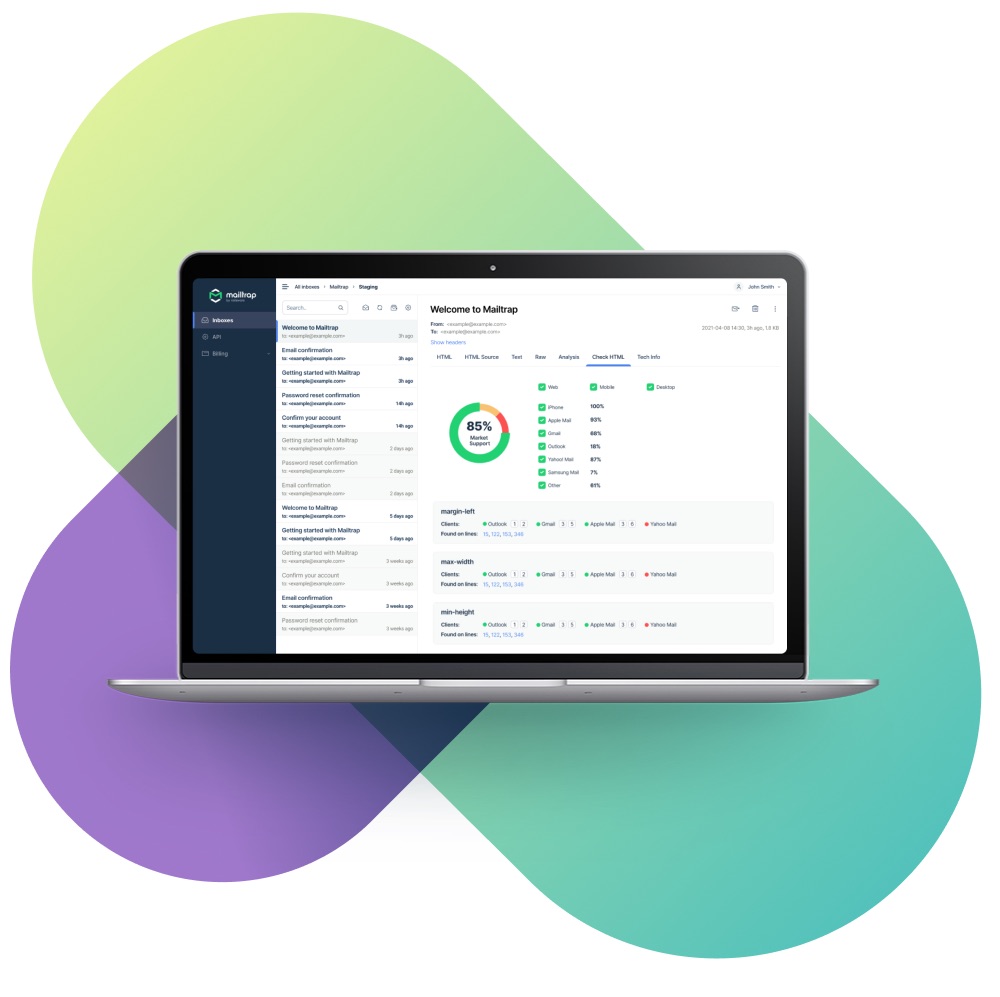 mailtrap
by railsware
Inboxes
API
Billing
All inboxes › Mailtrap › Staging
John Smith
Search...
Welcome to Mailtrap
to: <example@example.com> 3h ago
Email confirmation
to: <example@example.com> 3h ago
Getting started with Mailtrap
to: <example@example.com> 3h ago
Password reset confirmation
to: <example@example.com> 14h ago
Confirm your account
to: <example@example.com> 14h ago
Getting started with Mailtrap
to: <example@example.com> 2 days ago
Password reset confirmation
to: <example@example.com> 2 days ago
Email confirmation
to: <example@example.com> 2 days ago
Welcome to Mailtrap
to: <example@example.com> 5 days ago
Getting started with Mailtrap
to: <example@example.com> 5 days ago
Getting started with Mailtrap
to: <example@example.com> 3 weeks ago
Confirm your account
to: <example@example.com> 3 weeks ago
Email confirmation
to: <example@example.com> 3 weeks ago
Password reset confirmation
to: <example@example.com> 3 weeks ago
Welcome to Mailtrap
From: <example@example.com>
To: <example@example.com>
2021-04-08 14:30, 3h ago, 1.6 KB
Show headers
HTML HTML Source Text Raw Analysis Check HTML Tech Info
85%
Market
Support
Web Mobile Desktop
iPhone 100%
Apple Mail 93%
Gmail 68%
Outlook 18%
Yahoo! Mail 87%
Samsung Mail 7%
Other 61%
margin-left
Clients: Outlook 1 2 Gmail 3 5 Apple Mail 3 6 Yahoo Mail
Found on lines: 15, 122, 153, 346
max-width
Clients: Outlook 1 2 Gmail 3 5 Apple Mail 3 6 Yahoo Mail
Found on lines: 15, 122, 153, 346
min-height
Clients: Outlook 1 2 Gmail 3 5 Apple Mail 3 6 Yahoo Mail
Found on lines: 15, 122, 153, 346